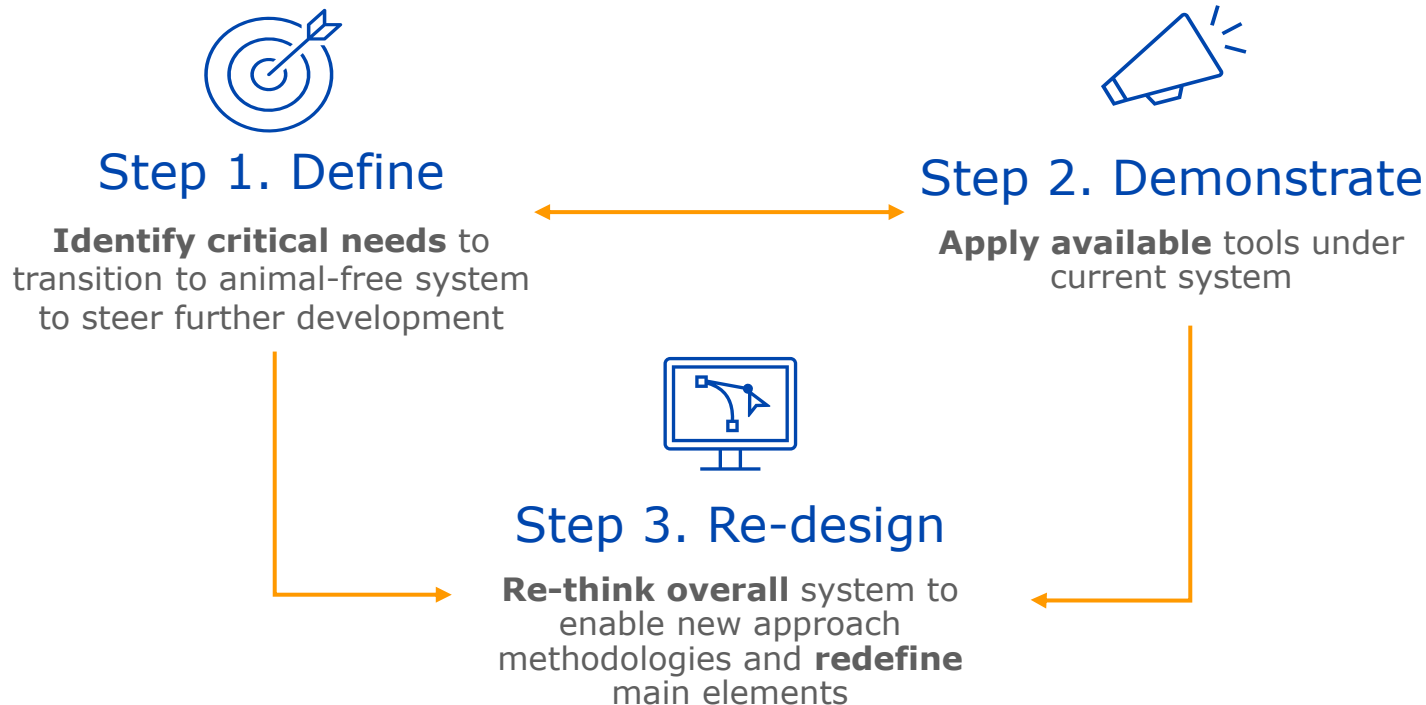 Step 1. Define
Identify critical needs to
transition to animal-free system
to steer further development
Step 2. Demonstrate
Apply available tools under
current system
Step 3. Re-design
Re-think overall system to
enable new approach
methodologies and redefine
main elements